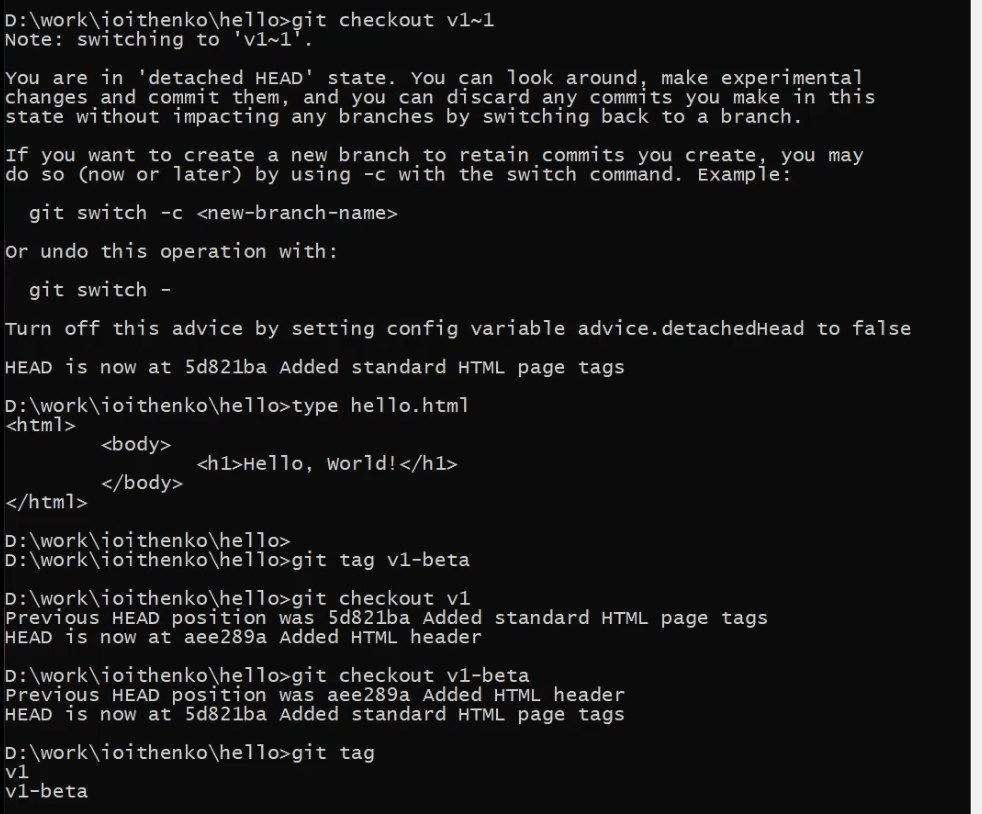 D:\work\ioithenko\hello>git checkout v1~1
Note: switching to 'v1~1'.
You are in 'detached HEAD' state. You can look around, make experimental
changes and commit them, and you can discard any commits you make in this
state without impacting any branches by switching back to a branch.
If you want to create a new branch to retain commits you create, you may
do so (now or later) by using -c with the switch command. Example:
git switch -c <new-branch-name>
Or undo this operation with:
git switch -
Turn off this advice by setting config variable advice.detachedHead to false
HEAD is now at 5d821ba Added standard HTML page tags
D:\work\ioithenko\hello>type hello.html
<html>
<body>
<h1>Hello, World!</h1>
</body>
</html>
D:\work\ioithenko\hello>
D:\work\ioithenko\hello>git tag v1-beta
D:\work\ioithenko\hello>git checkout v1
Previous HEAD position was 5d821ba Added standard HTML page tags
HEAD is now at aee289a Added HTML header
D:\work\ioithenko\hello>git checkout v1-beta
Previous HEAD position was aee289a Added HTML header
HEAD is now at 5d821ba Added standard HTML page tags
D:\work\ioithenko\hello>git tag
v1
v1-beta